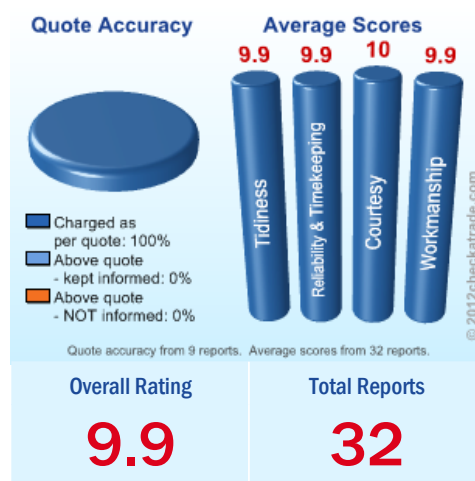 Quote Accuracy
Average Scores
9.9
9.9
10
9.9
Tidiness
Reliability & Timekeeping
Courtesy
Workmanship
Charged as
per quote: 100%
Above quote
- kept informed: 0%
Above quote
- NOT informed: 0%
© 2012checkatrade.com
Quote accuracy from 9 reports. Average scores from 32 reports.
Overall Rating
Total Reports
9.9
32